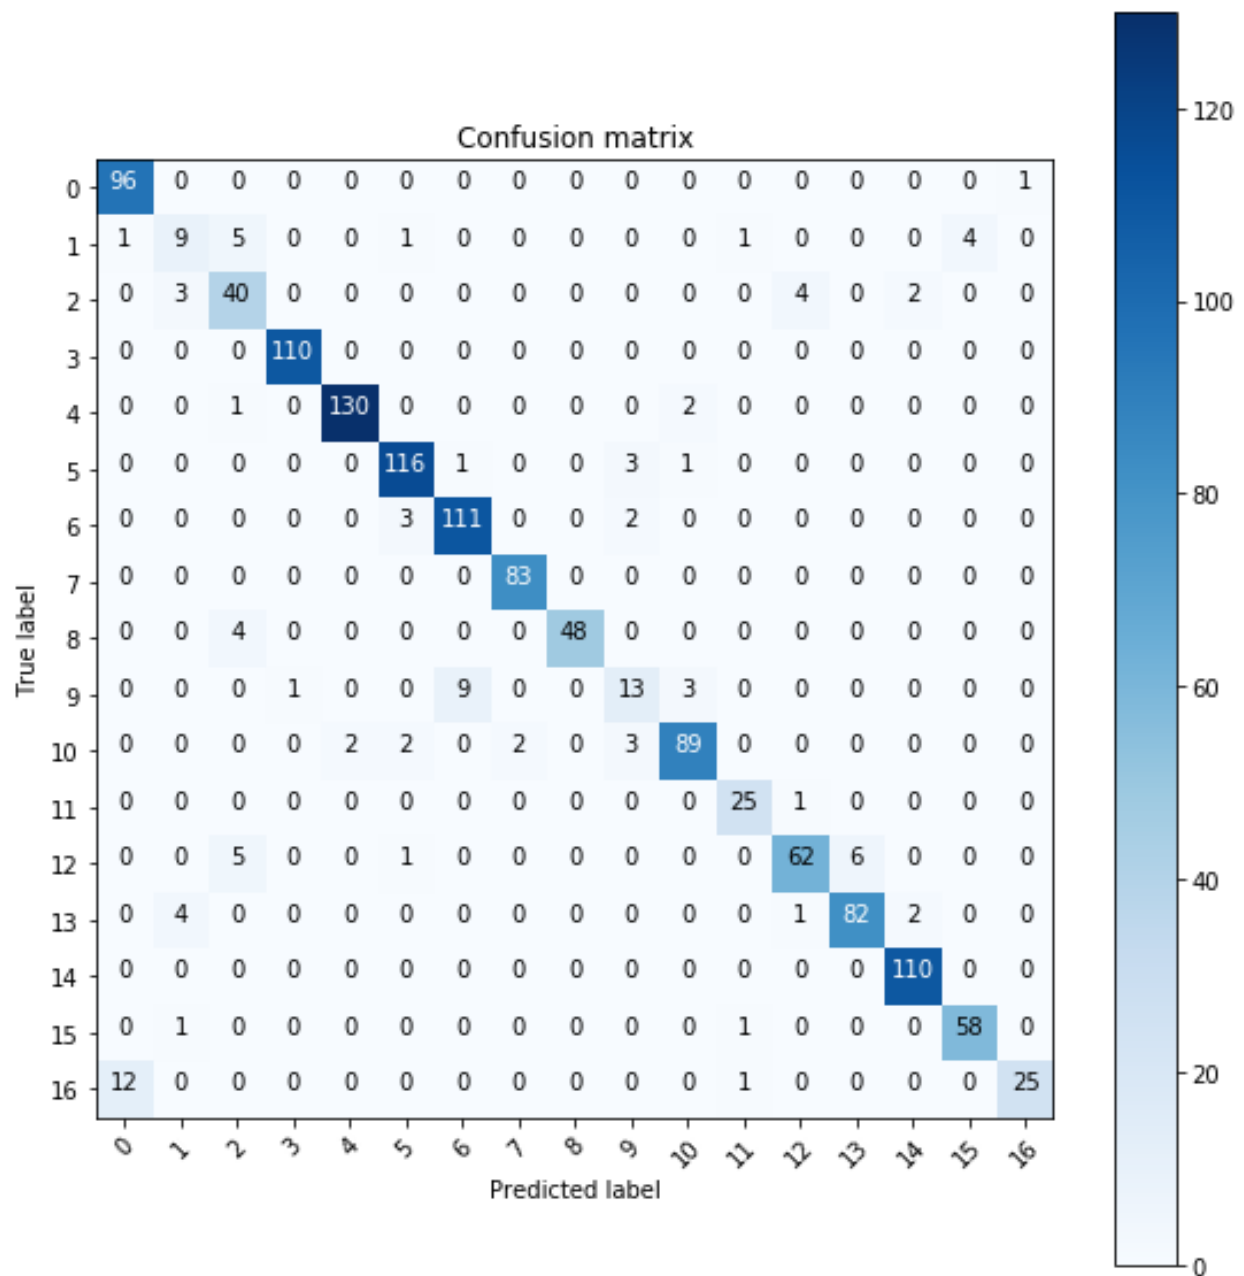 Confusion matrix
0 96 0 0 0 0 0 0 0 0 0 0 0 0 0 0 0 1
1 1 9 5 0 0 1 0 0 0 0 0 1 0 0 0 4 0
2 0 3 40 0 0 0 0 0 0 0 0 0 4 0 2 0 0
3 0 0 0 110 0 0 0 0 0 0 0 0 0 0 0 0 0
4 0 0 1 0 130 0 0 0 0 0 2 0 0 0 0 0 0
5 0 0 0 0 0 116 1 0 0 3 1 0 0 0 0 0 0
6 0 0 0 0 0 3 111 0 0 2 0 0 0 0 0 0 0
7 0 0 0 0 0 0 0 83 0 0 0 0 0 0 0 0 0
8 0 0 4 0 0 0 0 0 48 0 0 0 0 0 0 0 0
9 0 0 0 1 0 0 9 0 0 13 3 0 0 0 0 0 0
10 0 0 0 0 2 2 0 2 0 3 89 0 0 0 0 0 0
11 0 0 0 0 0 0 0 0 0 0 0 25 1 0 0 0 0
12 0 0 5 0 0 1 0 0 0 0 0 0 62 6 0 0 0
13 0 4 0 0 0 0 0 0 0 0 0 0 1 82 2 0 0
14 0 0 0 0 0 0 0 0 0 0 0 0 0 0 110 0 0
15 0 1 0 0 0 0 0 0 0 0 0 1 0 0 0 58 0
16 12 0 0 0 0 0 0 0 0 0 0 1 0 0 0 0 25
0 1 2 3 4 5 6 7 8 9 10 11 12 13 14 15 16
Predicted label
True label
120
100
80
60
40
20
0